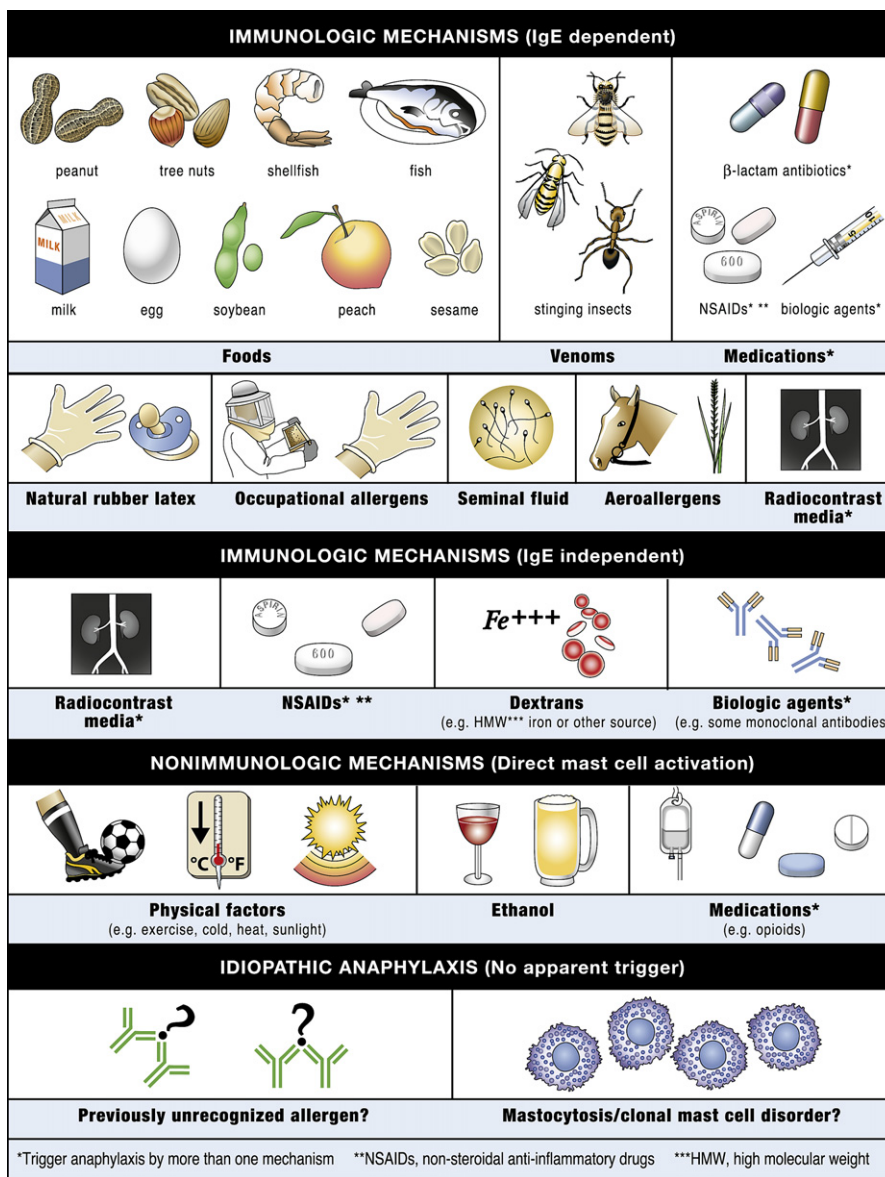 IMMUNOLOGIC MECHANISMS (IgE dependent)
peanut
tree nuts
shellfish
fish
β-lactam antibiotics*
MILK
MILK
ASPIRIN
600
5
10
milk
egg
soybean
peach
sesame
stinging insects
NSAIDs* **
biologic agents*
Foods
Venoms
Medications*
Natural rubber latex
Occupational allergens
Seminal fluid
Aeroallergens
Radiocontrast
media*
IMMUNOLOGIC MECHANISMS (IgE independent)
ASPIRIN
600
Fe+++
Radiocontrast
media*
NSAIDs* **
Dextrans
(e.g. HMW*** iron or other source)
Biologic agents*
(e.g. some monoclonal antibodies
NONIMMUNOLOGIC MECHANISMS (Direct mast cell activation)
°C °F
Physical factors
(e.g. exercise, cold, heat, sunlight)
Ethanol
Medications*
(e.g. opioids)
IDIOPATHIC ANAPHYLAXIS (No apparent trigger)
?
?
Previously unrecognized allergen?
Mastocytosis/clonal mast cell disorder?
*Trigger anaphylaxis by more than one mechanism **NSAIDs, non-steroidal anti-inflammatory drugs ***HMW, high molecular weight